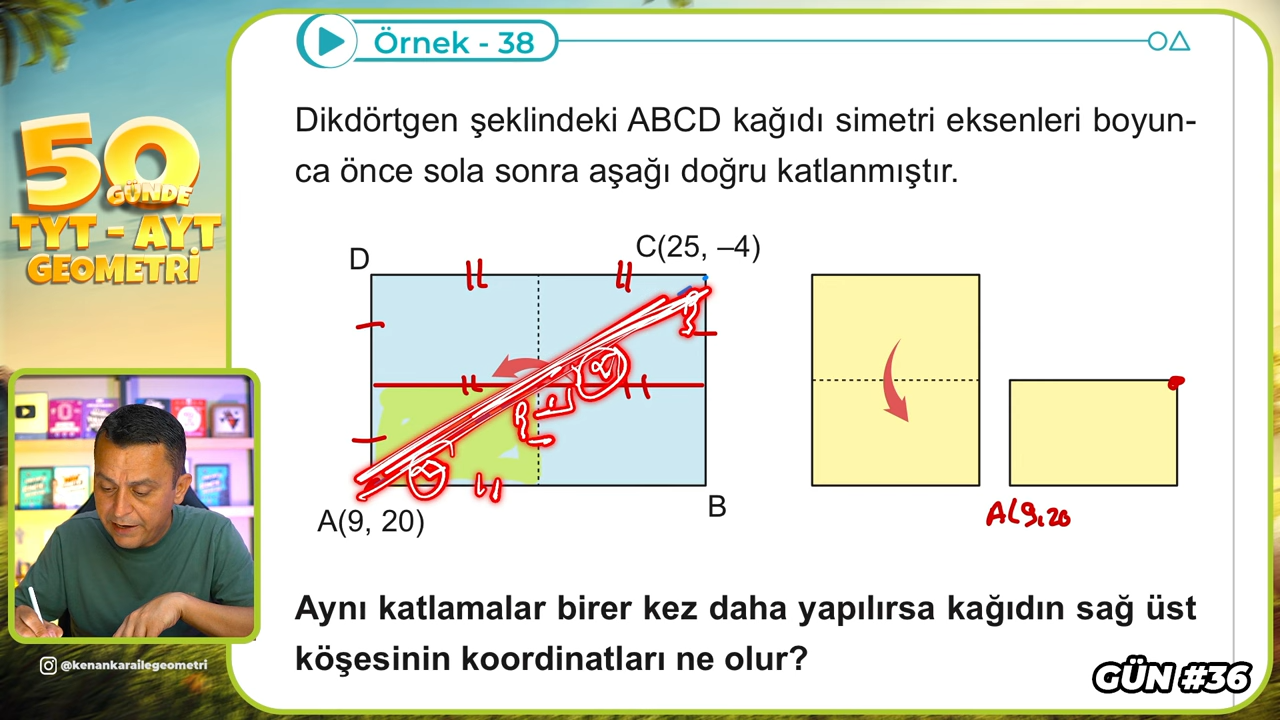 Örnek - 38
50
GÜNDE
TYT - AYT
GEOMETRİ
Dikdörtgen şeklindeki ABCD kağıdı simetri eksenleri boyun-
ca önce sola sonra aşağı doğru katlanmıştır.
D
C(25, –4)
A(9, 20)
B
A(9,20
Aynı katlamalar birer kez daha yapılırsa kağıdın sağ üst
köşesinin koordinatları ne olur?
@kenankarailegeometri
GÜN #36